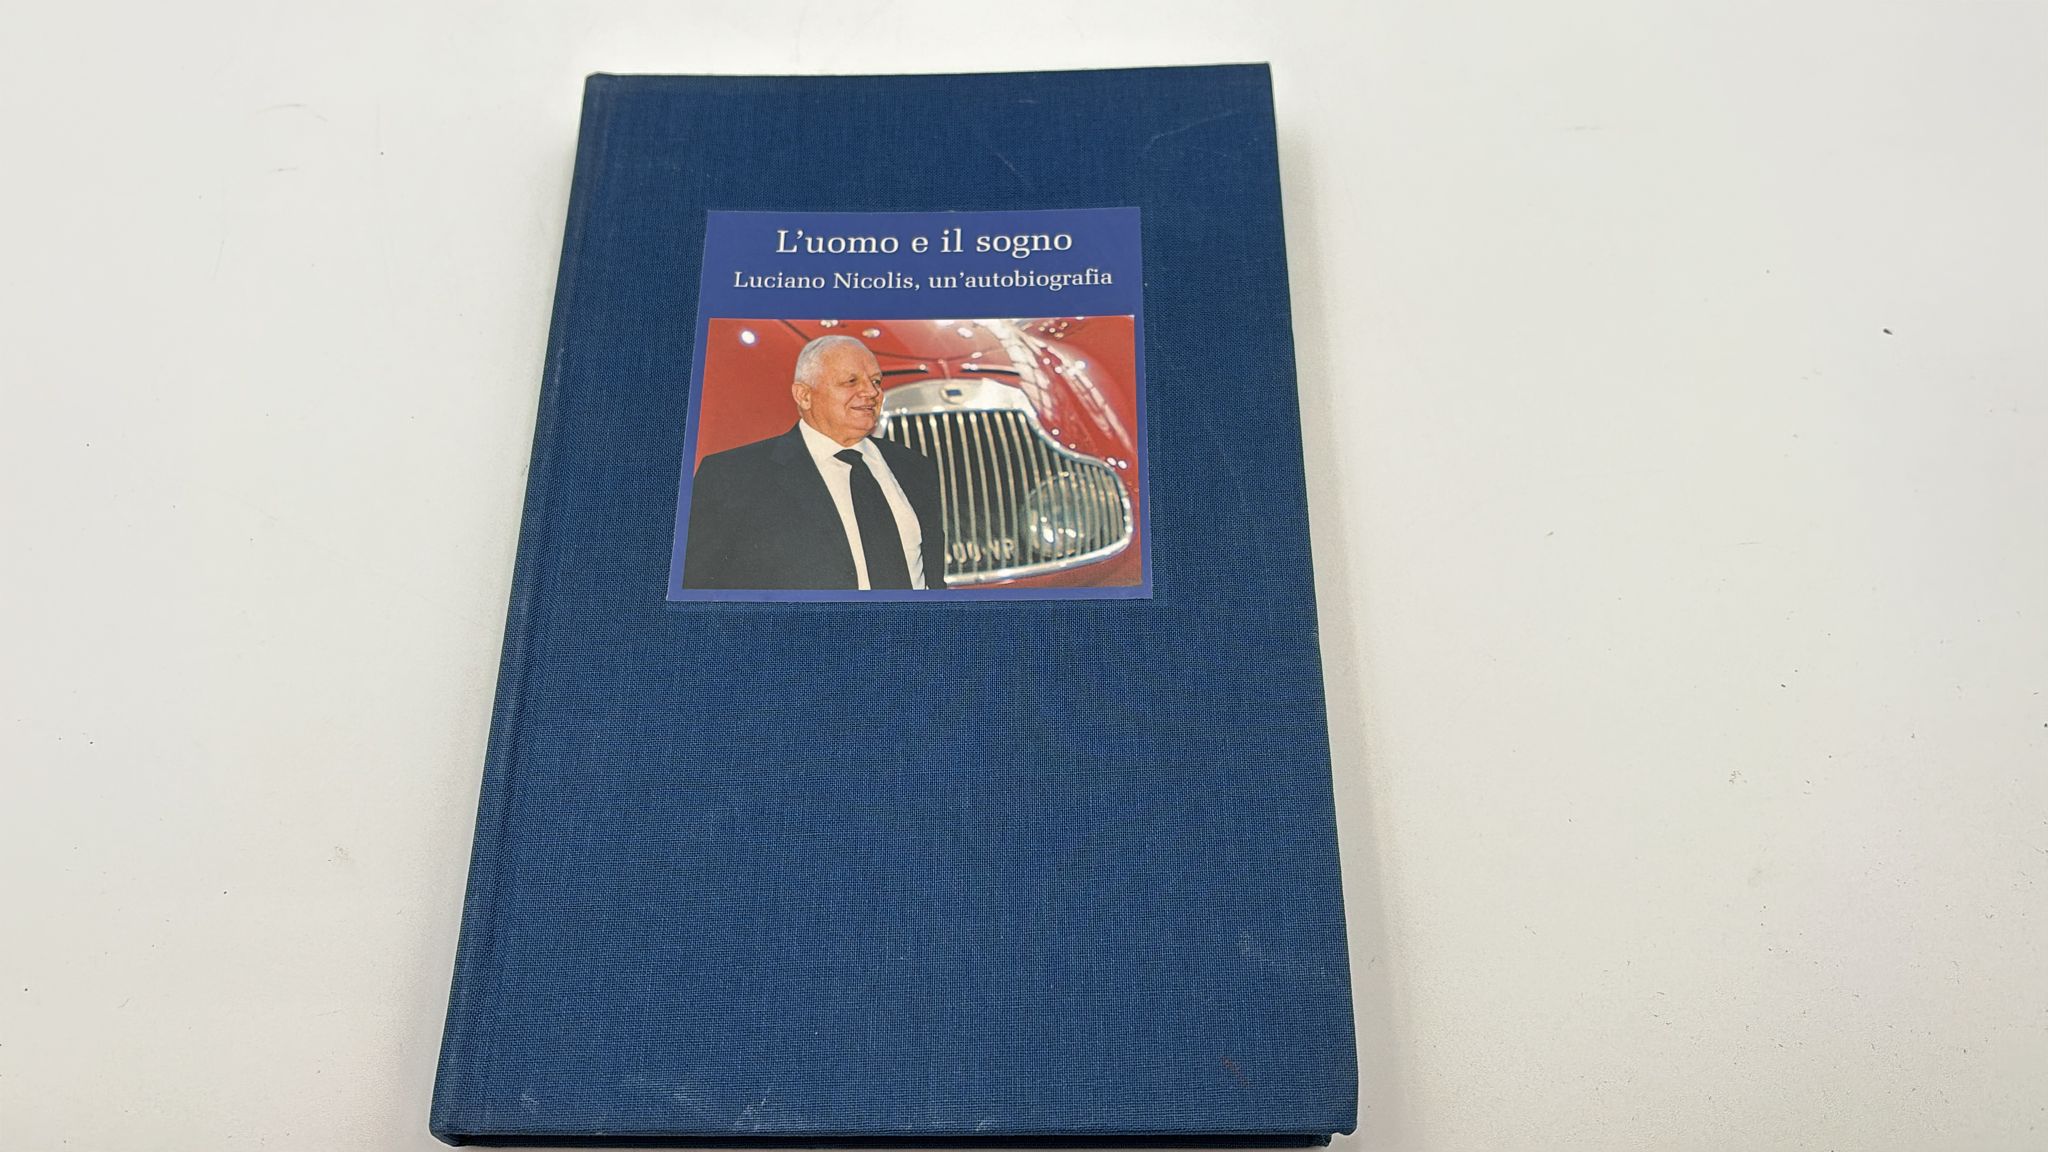 L'uomo e il sogno
Luciano Nicolis, un'autobiografia